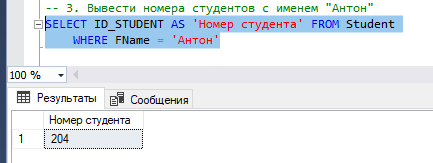 -- 3. Вывести номера студентов с именем "Антон"
SELECT ID_STUDENT AS 'Номер студента' FROM Student
WHERE FName = 'Антон'
100 %
Результаты Сообщения
Номер студента
1 204